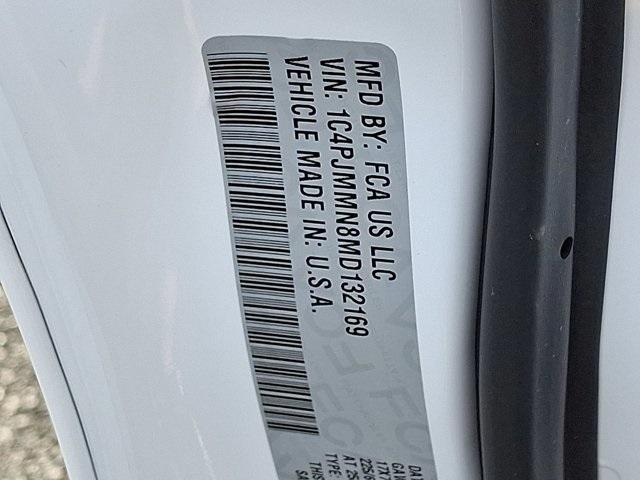 MFD BY: FCA US LLC
VIN: 1C4PJMMN8MD132169
VEHICLE MADE IN: U.S.A.